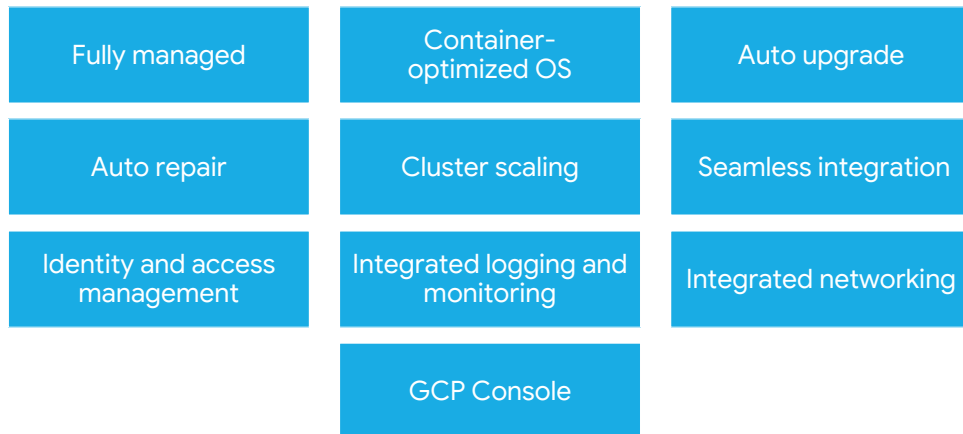 Fully managed
Container-
optimized OS
Auto upgrade
Auto repair
Cluster scaling
Seamless integration
Identity and access
management
Integrated logging and
monitoring
Integrated networking
GCP Console